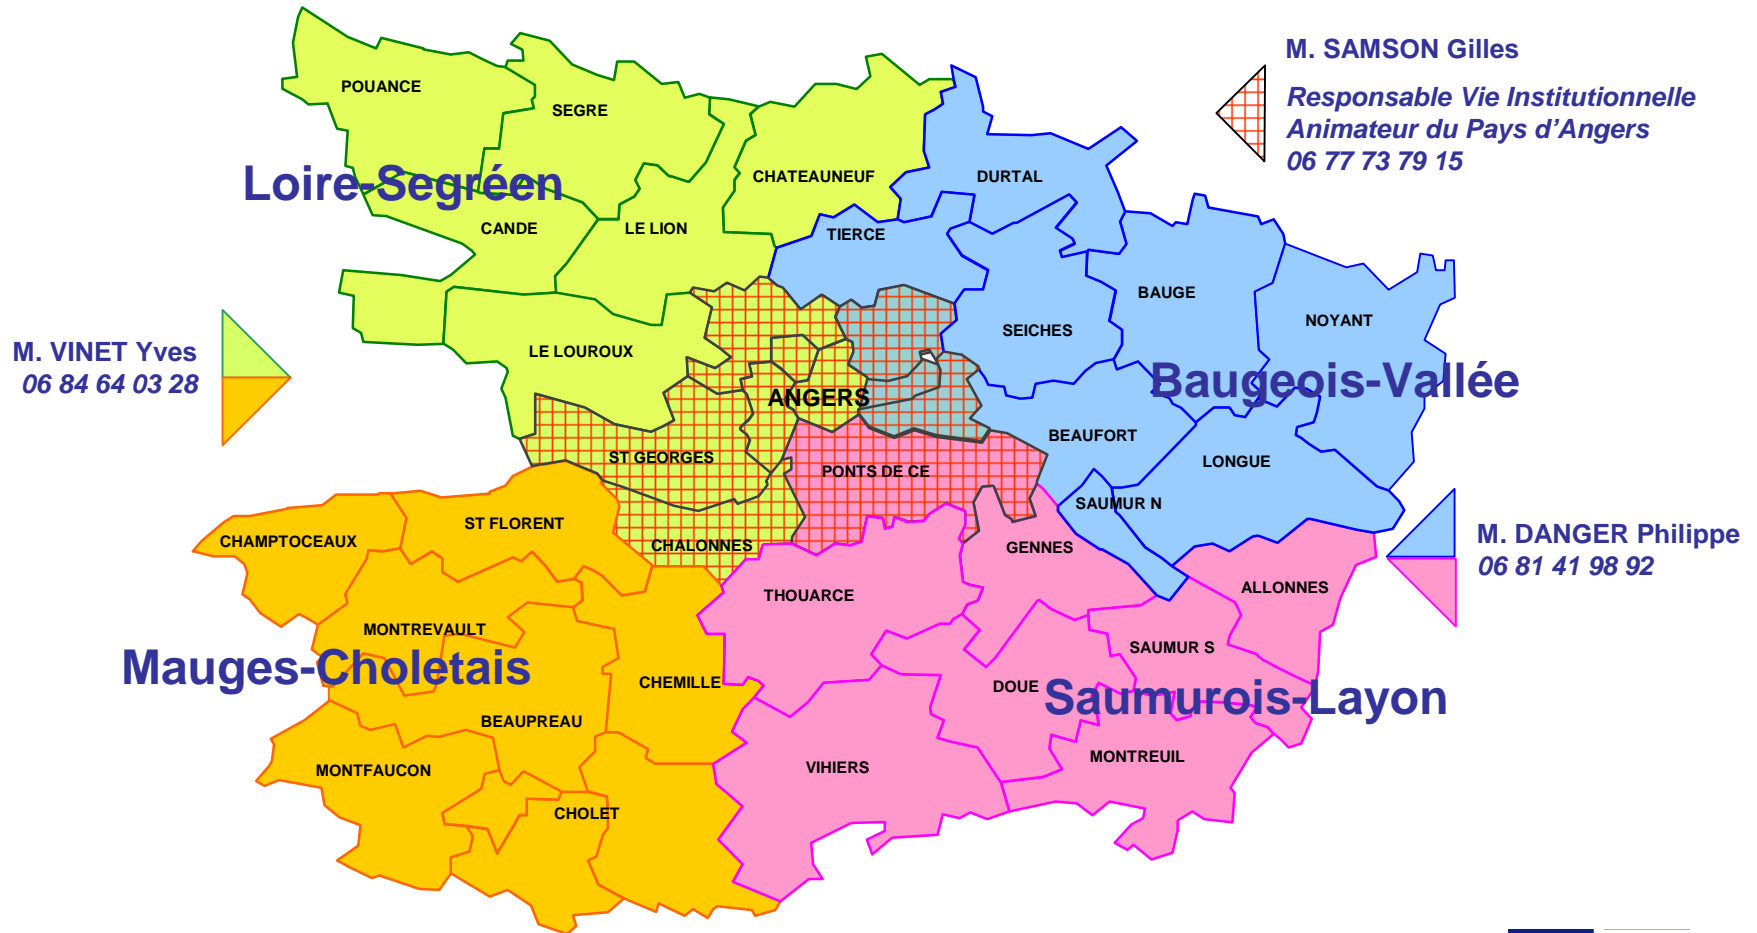 M. SAMSON Gilles
Responsable Vie Institutionnelle
Animateur du Pays d'Angers
06 77 73 79 15
POUANCE
SEGRE
Loire-Segréen
CHATEAUNEUF
DURTAL
CANDE
LE LION
TIERCE
BAUGE
NOYANT
SEICHES
M. VINET Yves
06 84 64 03 28
LE LOUROUX
Baugeois-Vallée
ANGERS
BEAUFORT
ST GEORGES
LONGUE
PONTS DE CE
SAUMUR N
ST FLORENT
CHAMPTOCEAUX
CHALONNES
GENNES
M. DANGER Philippe
06 81 41 98 92
THOUARCE
ALLONNES
MONTREVAULT
SAUMUR S
Mauges-Choletais
CHEMILLE
DOUE
Saumurois-Layon
BEAUPREAU
MONTREUIL
MONTFAUCON
VIHIERS
CHOLET